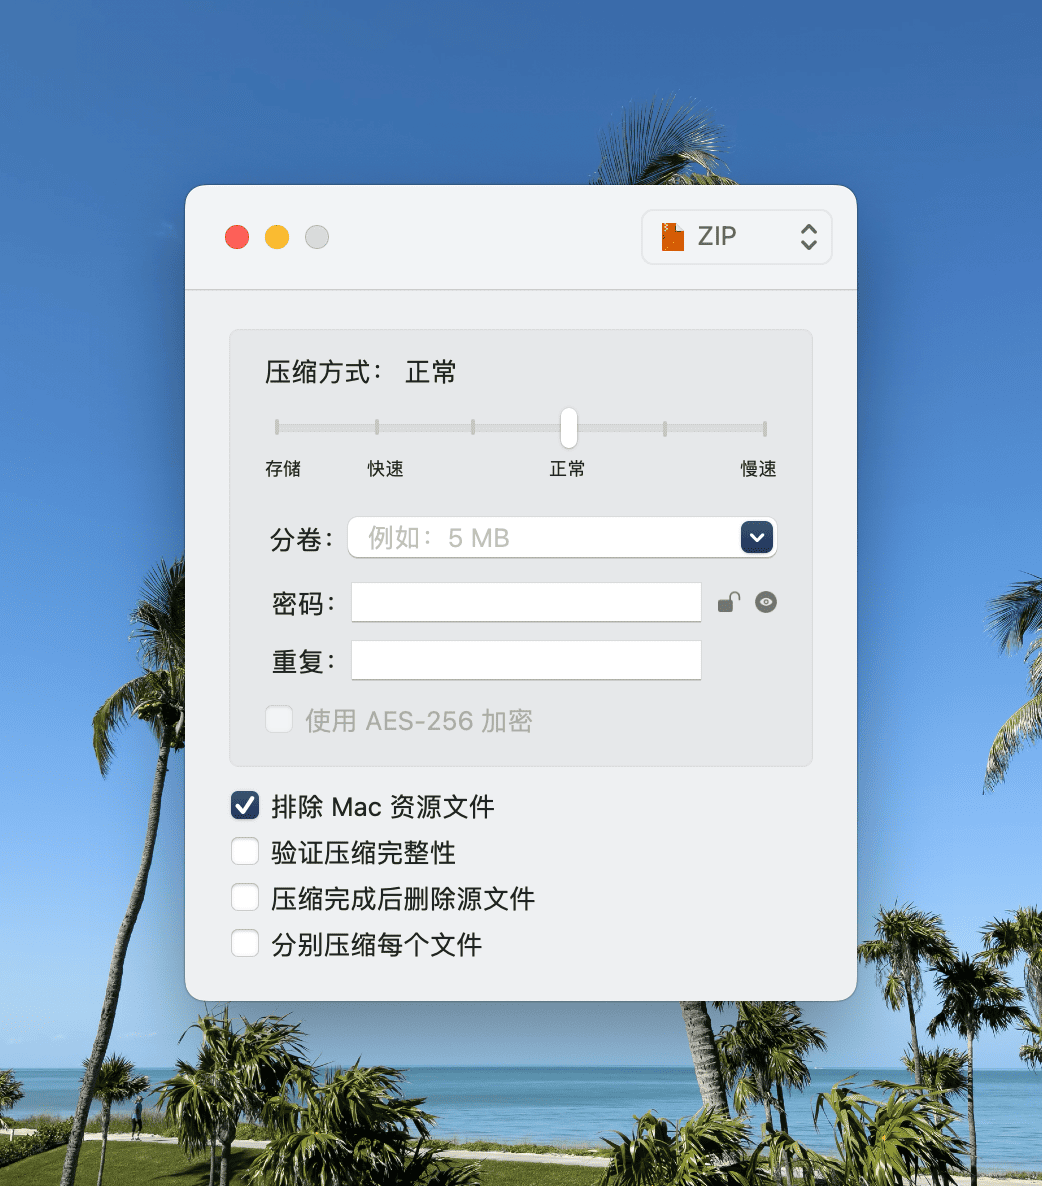 ZIP
压缩方式： 正常
存储 快速 正常 慢速
分卷： 例如：5 MB
密码：
重复：
使用 AES-256 加密
排除 Mac 资源文件
验证压缩完整性
压缩完成后删除源文件
分别压缩每个文件